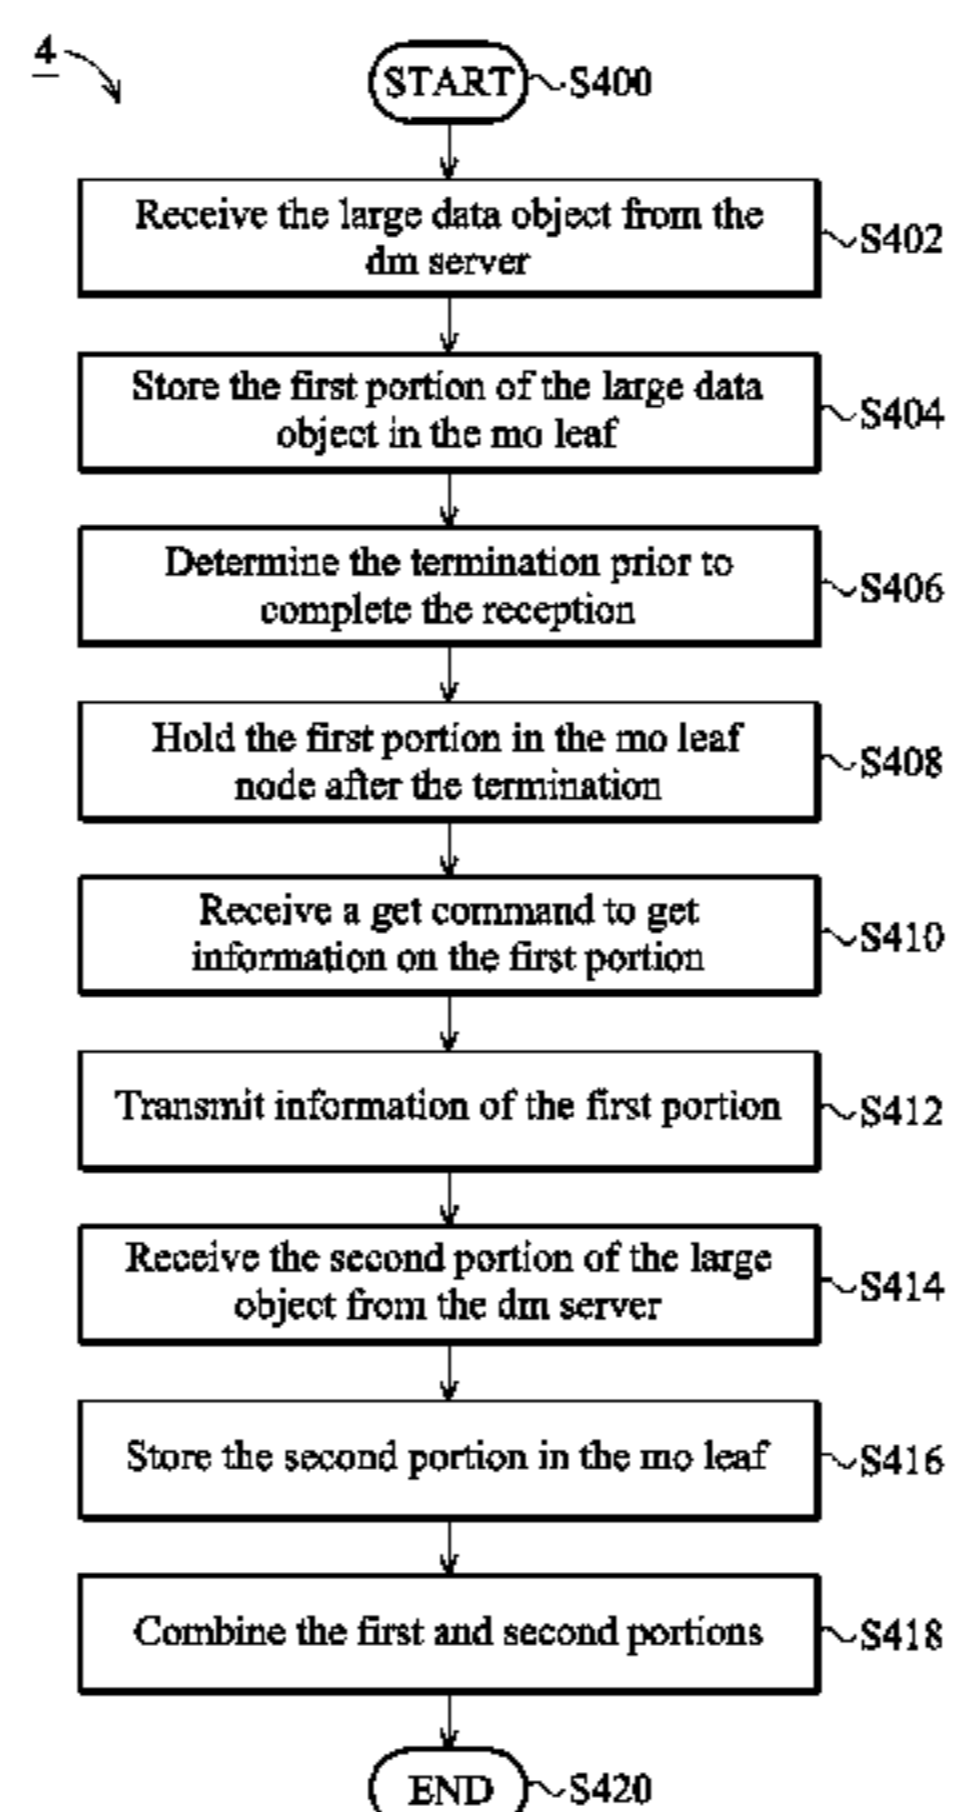 4
START
S400
Receive the large data object from the
dm server
S402
Store the first portion of the large data
object in the mo leaf
S404
Determine the termination prior to
complete the reception
S406
Hold the first portion in the mo leaf
node after the termination
S408
Receive a get command to get
information on the first portion
S410
Transmit information of the first portion
S412
Receive the second portion of the large
object from the dm server
S414
Store the second portion in the mo leaf
S416
Combine the first and second portions
S418
END
S420